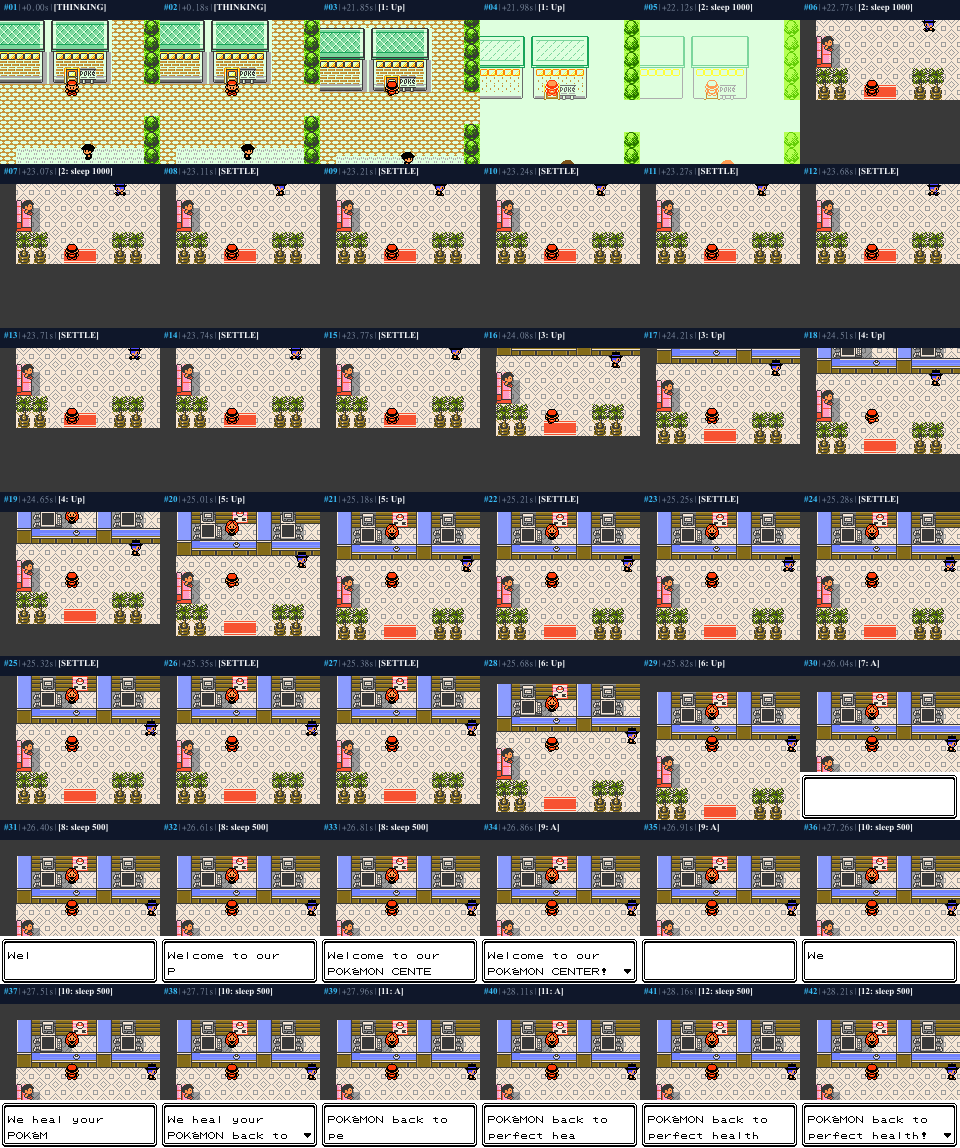 #01|+0.00s|[THINKING]
#02|+0.18s|[THINKING]
#03|+21.85s|[1: Up]
#04|+21.98s|[1: Up]
#05|+22.12s|[2: sleep 1000]
#06|+22.77s|[2: sleep 1000]
POKé
POKé
POKé
POKé
POKé
#07|+23.07s|[2: sleep 1000]
#08|+23.11s|[SETTLE]
#09|+23.21s|[SETTLE]
#10|+23.24s|[SETTLE]
#11|+23.27s|[SETTLE]
#12|+23.68s|[SETTLE]
#13|+23.71s|[SETTLE]
#14|+23.74s|[SETTLE]
#15|+23.77s|[SETTLE]
#16|+24.08s|[3: Up]
#17|+24.21s|[3: Up]
#18|+24.51s|[4: Up]
#19|+24.65s|[4: Up]
#20|+25.01s|[5: Up]
#21|+25.18s|[5: Up]
#22|+25.21s|[SETTLE]
#23|+25.25s|[SETTLE]
#24|+25.28s|[SETTLE]
#25|+25.32s|[SETTLE]
#26|+25.35s|[SETTLE]
#27|+25.38s|[SETTLE]
#28|+25.68s|[6: Up]
#29|+25.82s|[6: Up]
#30|+26.04s|[7: A]
#31|+26.40s|[8: sleep 500]
#32|+26.61s|[8: sleep 500]
#33|+26.81s|[8: sleep 500]
#34|+26.86s|[9: A]
#35|+26.91s|[9: A]
#36|+27.26s|[10: sleep 500]
Wel
Welcome to our
P
Welcome to our
POKéMON CENTE
Welcome to our
POKéMON CENTER!
We
#37|+27.51s|[10: sleep 500]
#38|+27.71s|[10: sleep 500]
#39|+27.96s|[11: A]
#40|+28.11s|[11: A]
#41|+28.16s|[12: sleep 500]
#42|+28.21s|[12: sleep 500]
We heal your
POKéM
We heal your
POKéMON back to
POKéMON back to
pe
POKéMON back to
perfect hea
POKéMON back to
perfect health
POKéMON back to
perfect health!